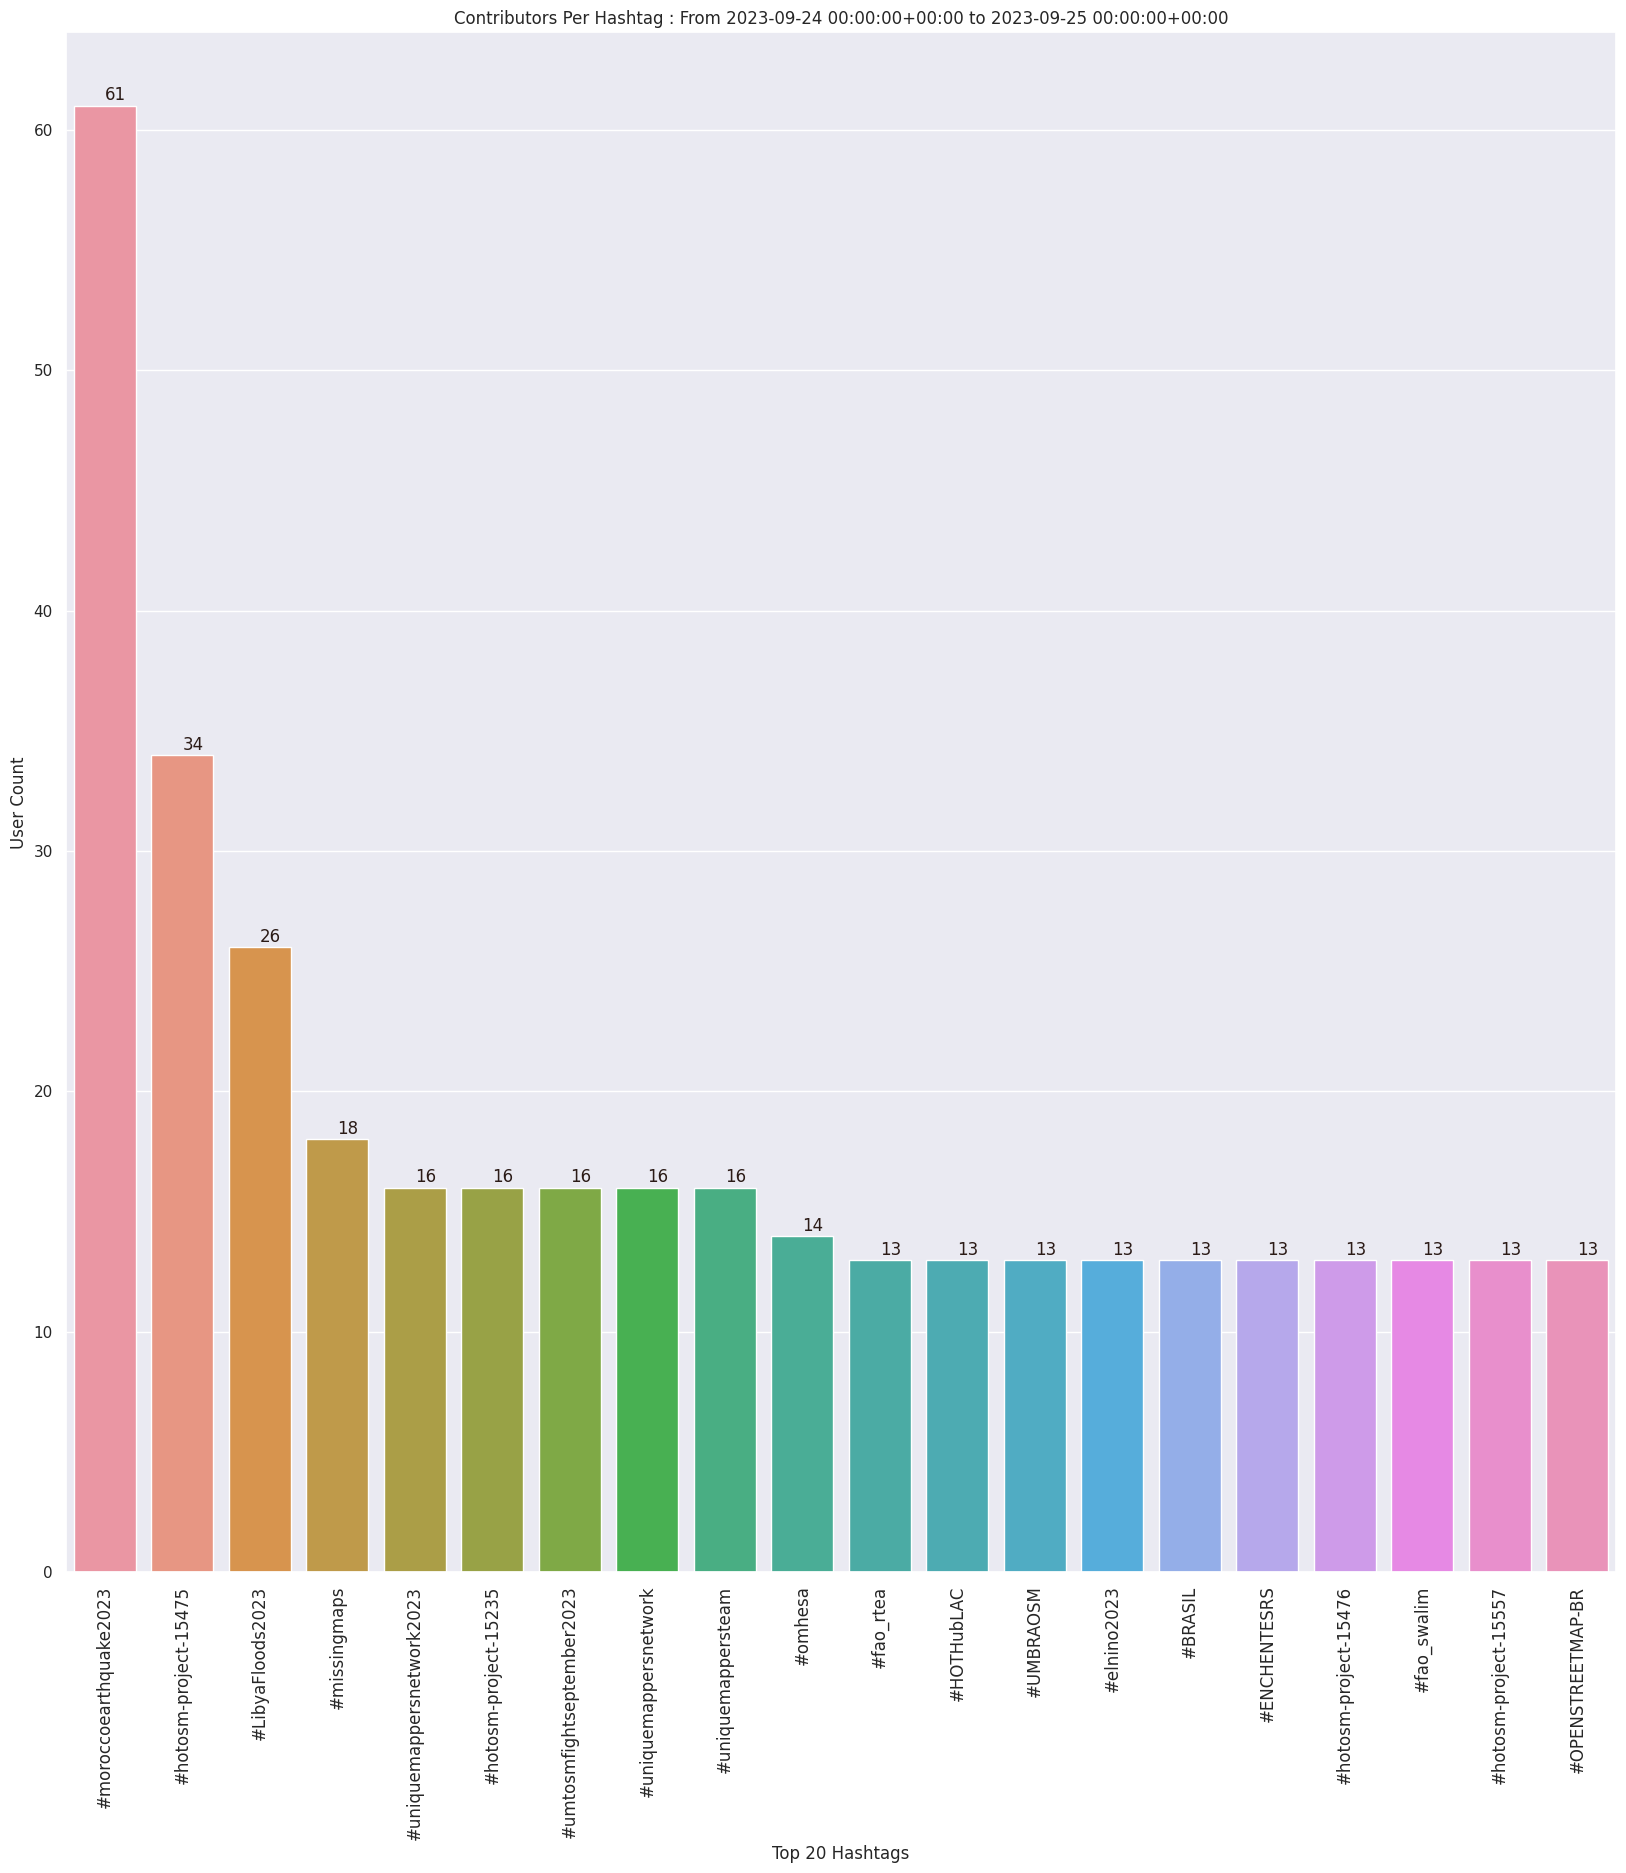 Contributors Per Hashtag : From 2023-09-24 00:00:00+00:00 to 2023-09-25 00:00:00+00:00
User Count
60
50
40
30
20
10
0
61
34
26
18
16
16
16
16
16
14
13
13
13
13
13
13
13
13
13
13
#moroccoearthquake2023
#hotosm-project-15475
#LibyaFloods2023
#missingmaps
#uniquemappersnetwork2023
#hotosm-project-15235
#umtosmfightseptember2023
#uniquemappersnetwork
#uniquemappersteam
#omhesa
#fao_rtea
#HOTHubLAC
#UMBRAOSM
#elnino2023
#BRASIL
#ENCHENTESRS
#hotosm-project-15476
#fao_swalim
#hotosm-project-15557
#OPENSTREETMAP-BR
Top 20 Hashtags